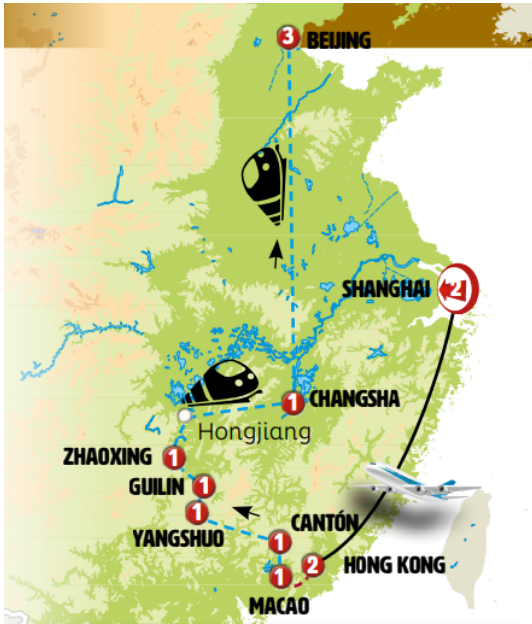 3 BEIJING
SHANGHAI 2
1 CHANGSHA
Hongjiang
ZHAOXING 1
GUILIN 1
1
YANGSHUO
CANTÓN
1
2 HONG KONG
1
MACAO